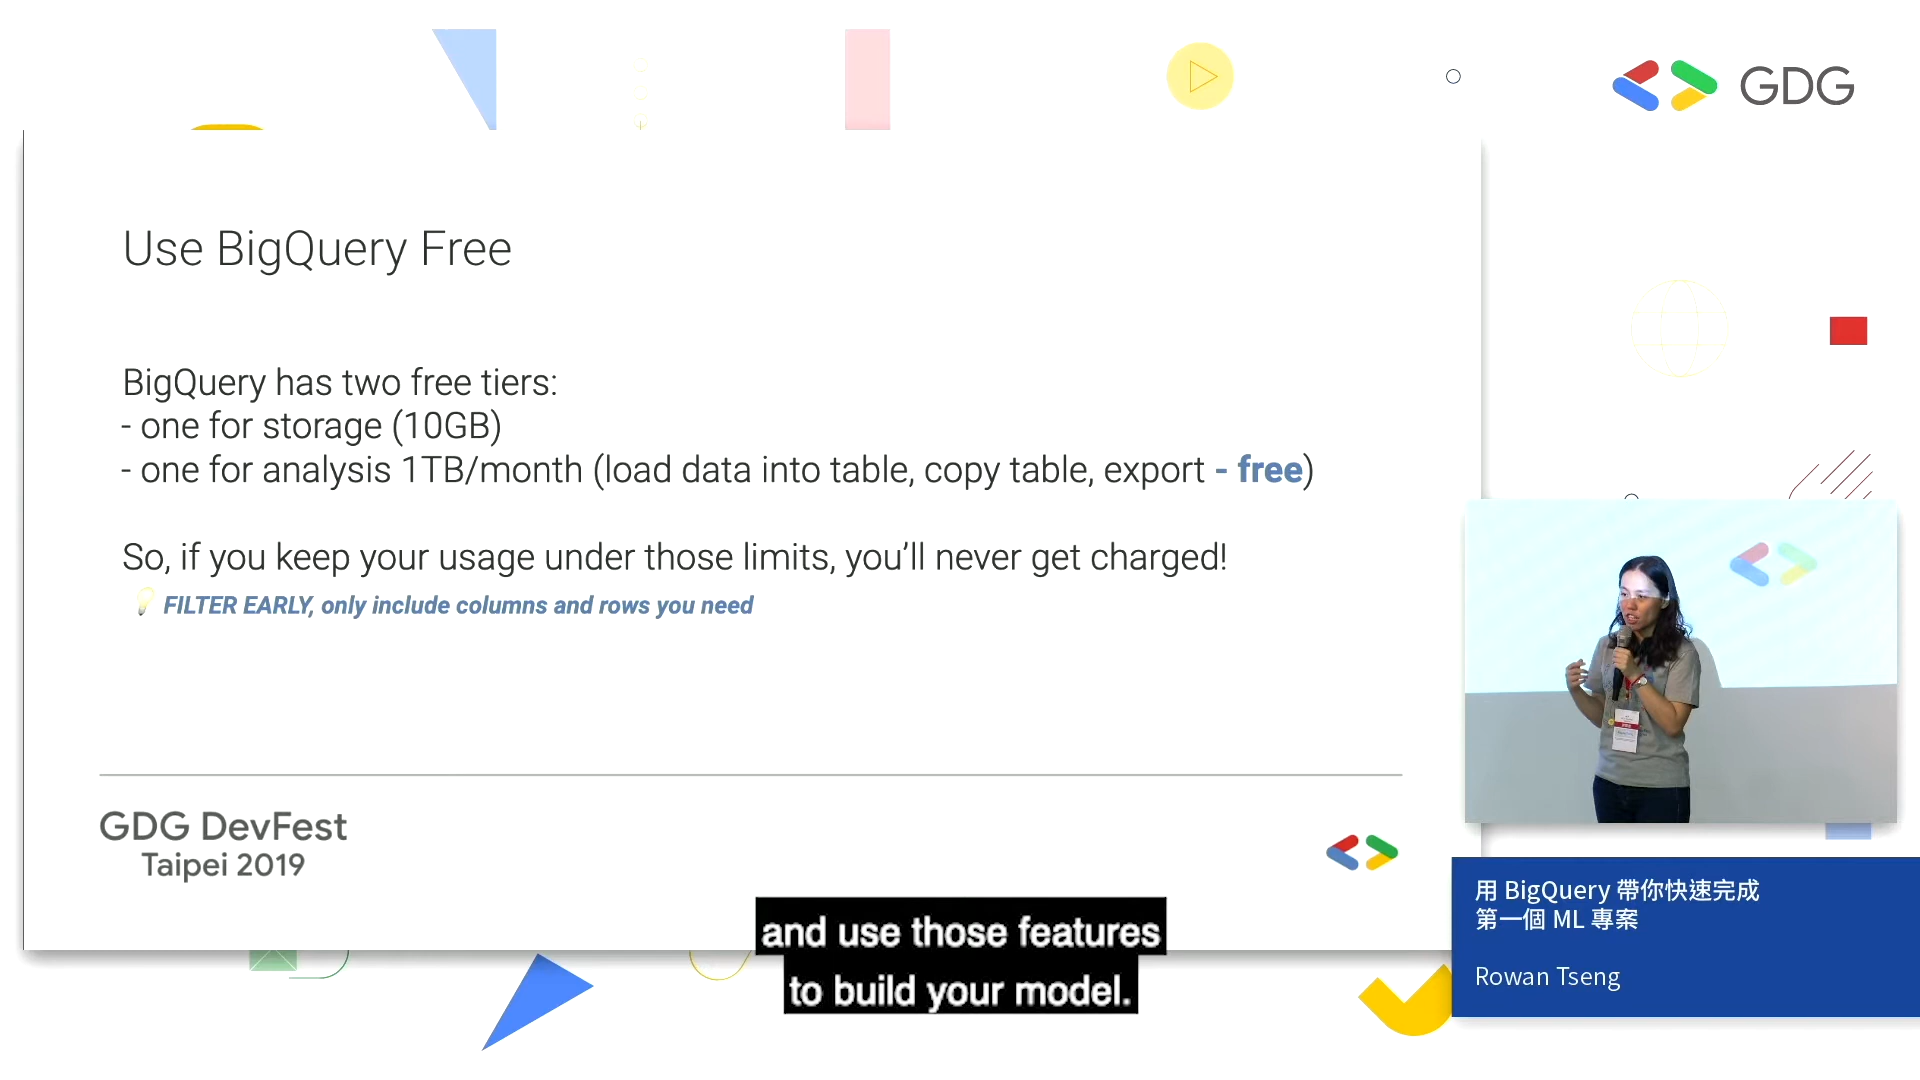 GDG
Use BigQuery Free
BigQuery has two free tiers:
- one for storage (10GB)
- one for analysis 1TB/month (load data into table, copy table, export - free)
So, if you keep your usage under those limits, you’ll never get charged!
FILTER EARLY, only include columns and rows you need
GDG DevFest
Taipei 2019
用 BigQuery 帶你快速完成
第一個 ML 專案
Rowan Tseng
and use those features
to build your model.